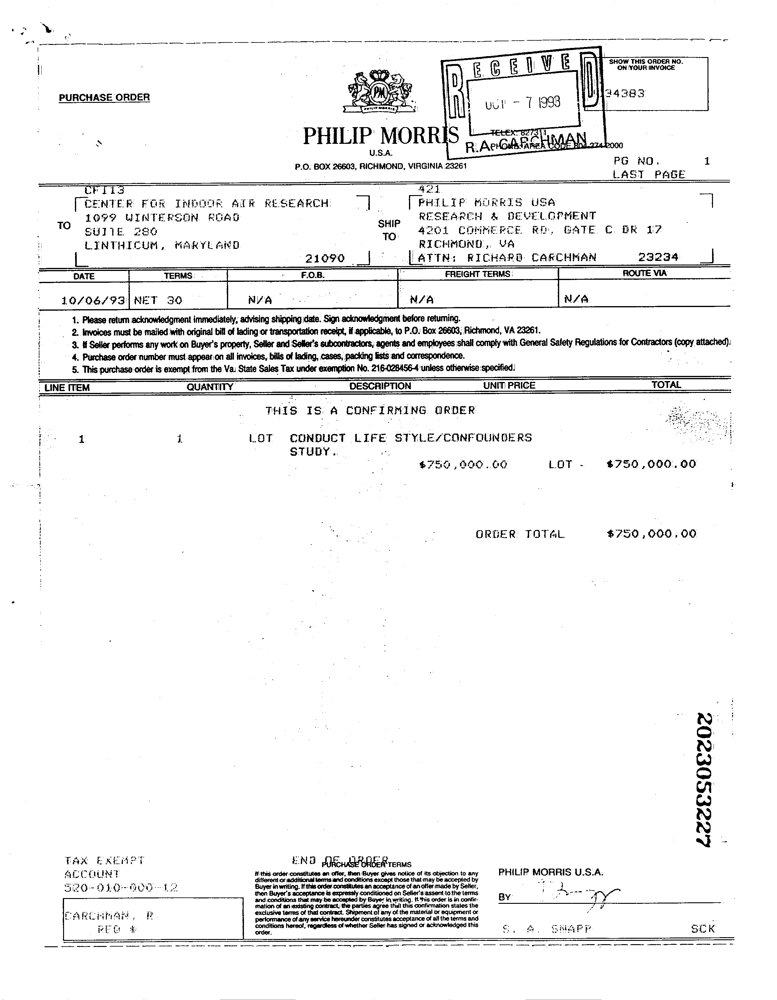 RECEIVED
OCT - 7 1993
R.A. CARCHMAN
SHOW THIS ORDER NO.
ON YOUR INVOICE
34383
PURCHASE ORDER
PM
PHILIP MORRIS
U.S.A.
P.O. BOX 26603, RICHMOND, VIRGINIA 23261
PG NO. 1
LAST PAGE
CFI13
TO
CENTER FOR INDOOR AIR RESEARCH
1099 WINTERSON ROAD
SUITE 280
LINTHICUM, MARYLAND
21090
421
SHIP TO
PHILIP MORRIS USA
RESEARCH & DEVELOPMENT
4201 COMMERCE RD, GATE C DR 17
RICHMOND, VA
ATTN: RICHARD CARCHMAN 23234
DATE TERMS F.O.B. FREIGHT TERMS ROUTE VIA
10/06/93 NET 30 N/A N/A N/A
1. Please return acknowledgment immediately, advising shipping date. Sign acknowledgment before returning.
2. Invoices must be mailed with original bill of lading or transportation receipt, if applicable, to P.O. Box 26603, Richmond, VA 23261.
3. If Seller performs any work on Buyer's property, Seller and Seller's subcontractors, agents and employees shall comply with General Safety Regulations for Contractors (copy attached).
4. Purchase order number must appear on all invoices, bills of lading, cases, packing lists and correspondence.
5. This purchase order is exempt from the Va. State Sales Tax under exemption No. 216-028456-4 unless otherwise specified.
LINE ITEM QUANTITY DESCRIPTION UNIT PRICE TOTAL
THIS IS A CONFIRMING ORDER
1 1 LOT CONDUCT LIFE STYLE/CONFOUNDERS
STUDY.
$750,000.00 LOT - $750,000.00
ORDER TOTAL $750,000.00
2023053227
TAX EXEMPT
ACCOUNT
520-010-000-12
CARCHMAN, R
REQ #
END OF ORDER
PURCHASE ORDER TERMS
If this order constitutes an offer, then Buyer gives notice of its objection to any
different or additional terms and conditions except those that may be accepted by
Buyer in writing. If this order constitutes an acceptance of an offer made by Seller,
then Buyer's acceptance is expressly conditioned on Seller's assent to the terms
and conditions that may be accepted by Buyer in writing. If this order is in confir-
mation of an existing contract, the parties agree that this confirmation states the
exclusive terms of that contract. Shipment of any of the material or equipment or
performance of any service hereunder constitutes acceptance of all the terms and
conditions hereof, regardless of whether Seller has signed or acknowledged this
order.
PHILIP MORRIS U.S.A.
BY
S. A. SNAPP SCK